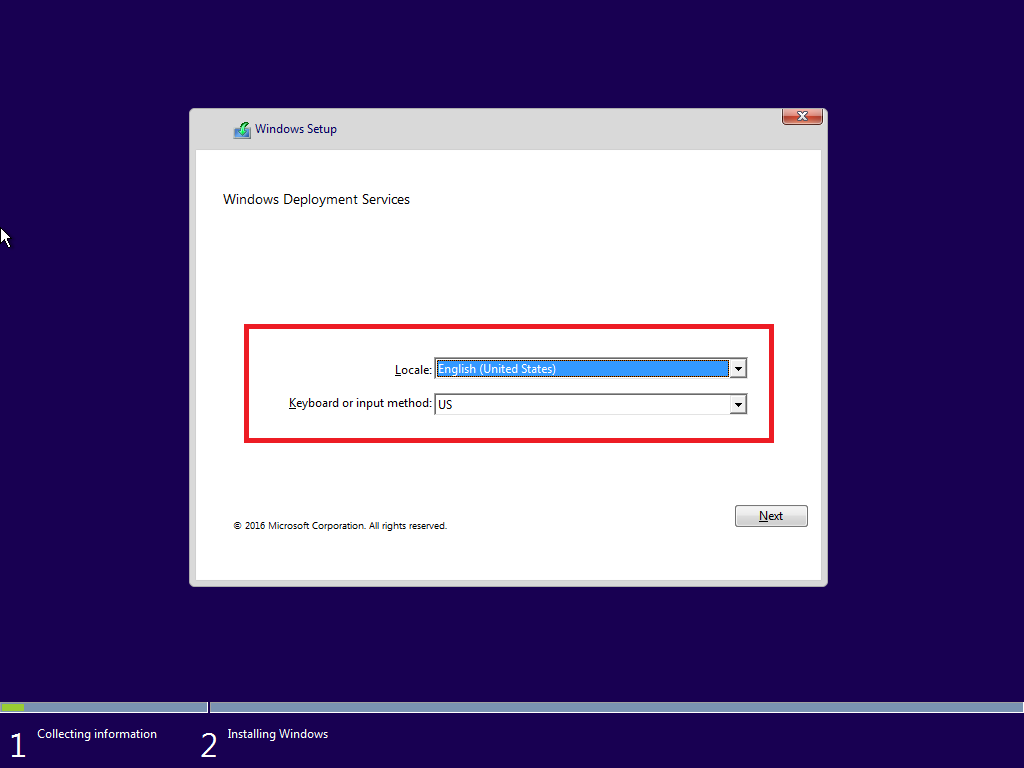 Windows Setup
Windows Deployment Services
Locale: English (United States)
Keyboard or input method: US
Next
© 2016 Microsoft Corporation. All rights reserved.
1 Collecting information 2 Installing Windows